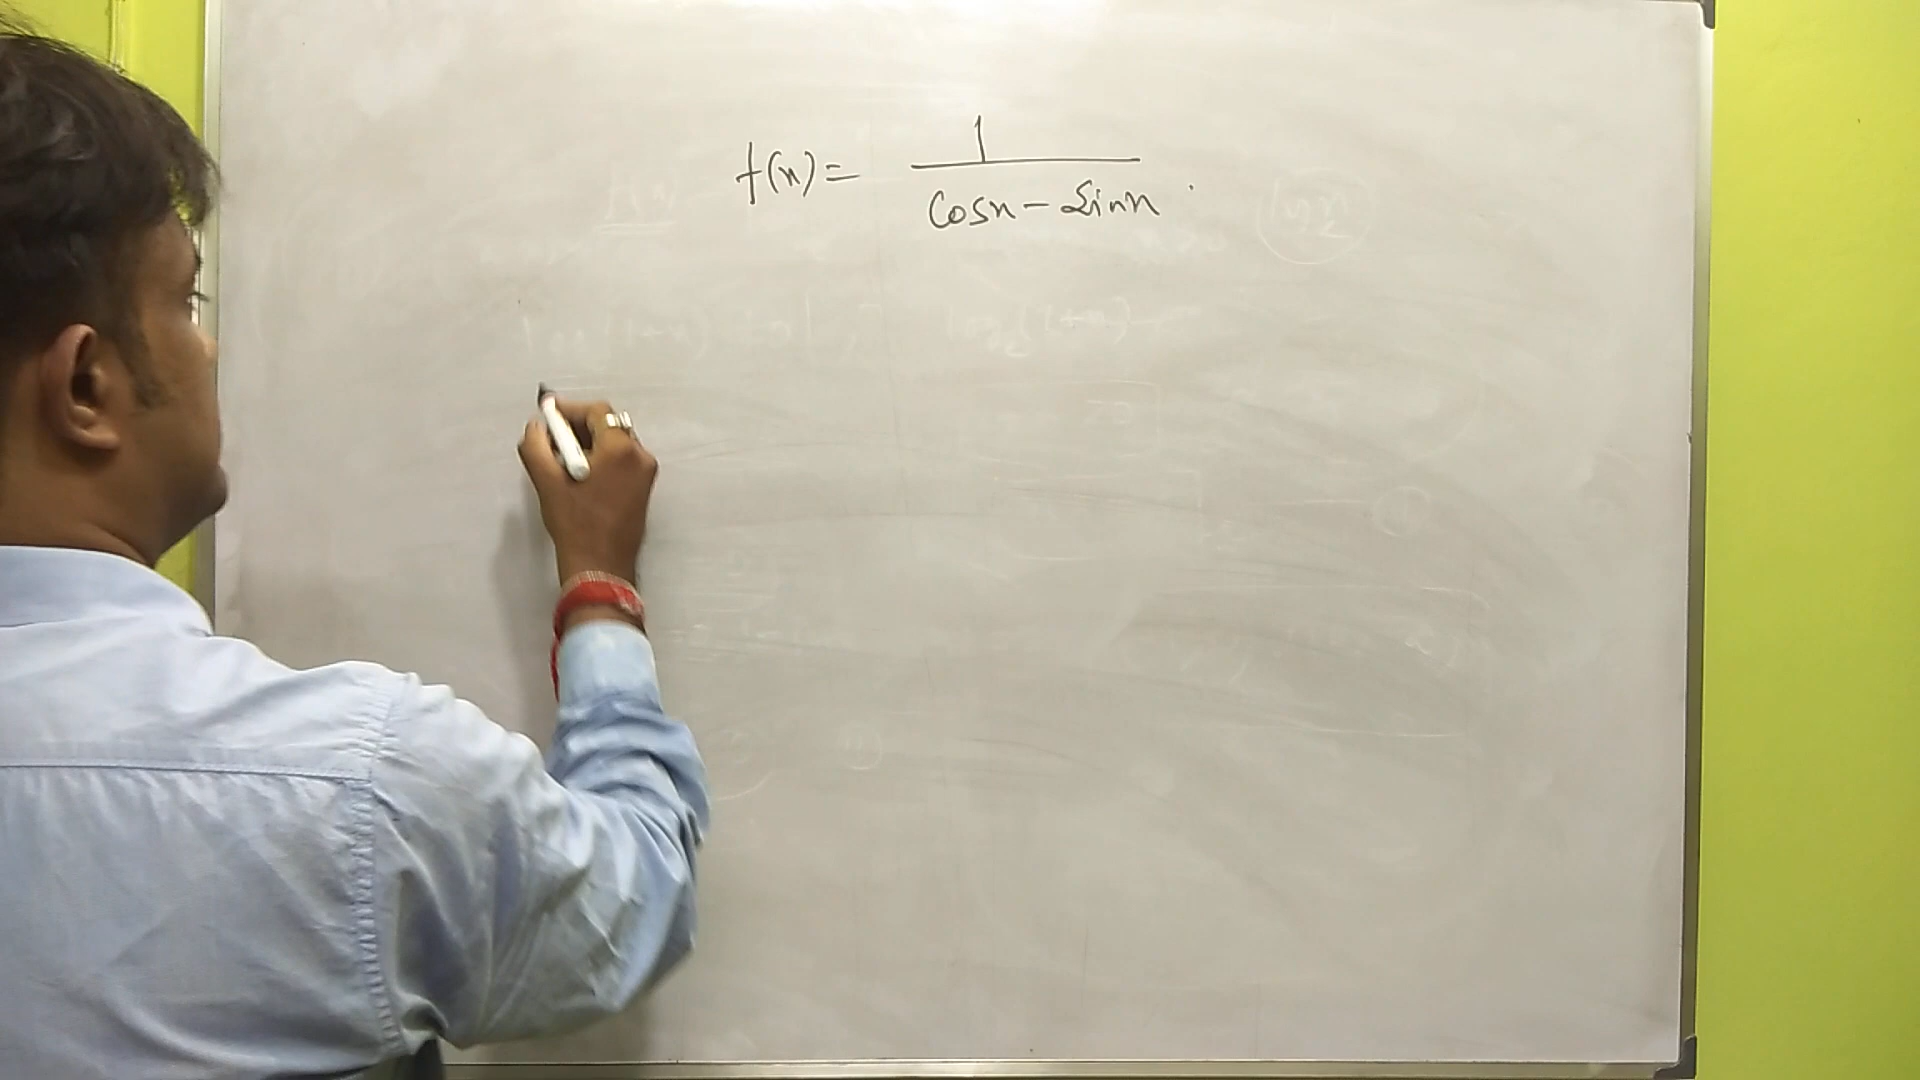 f(x) = 1 / (Cosx - Sinx)